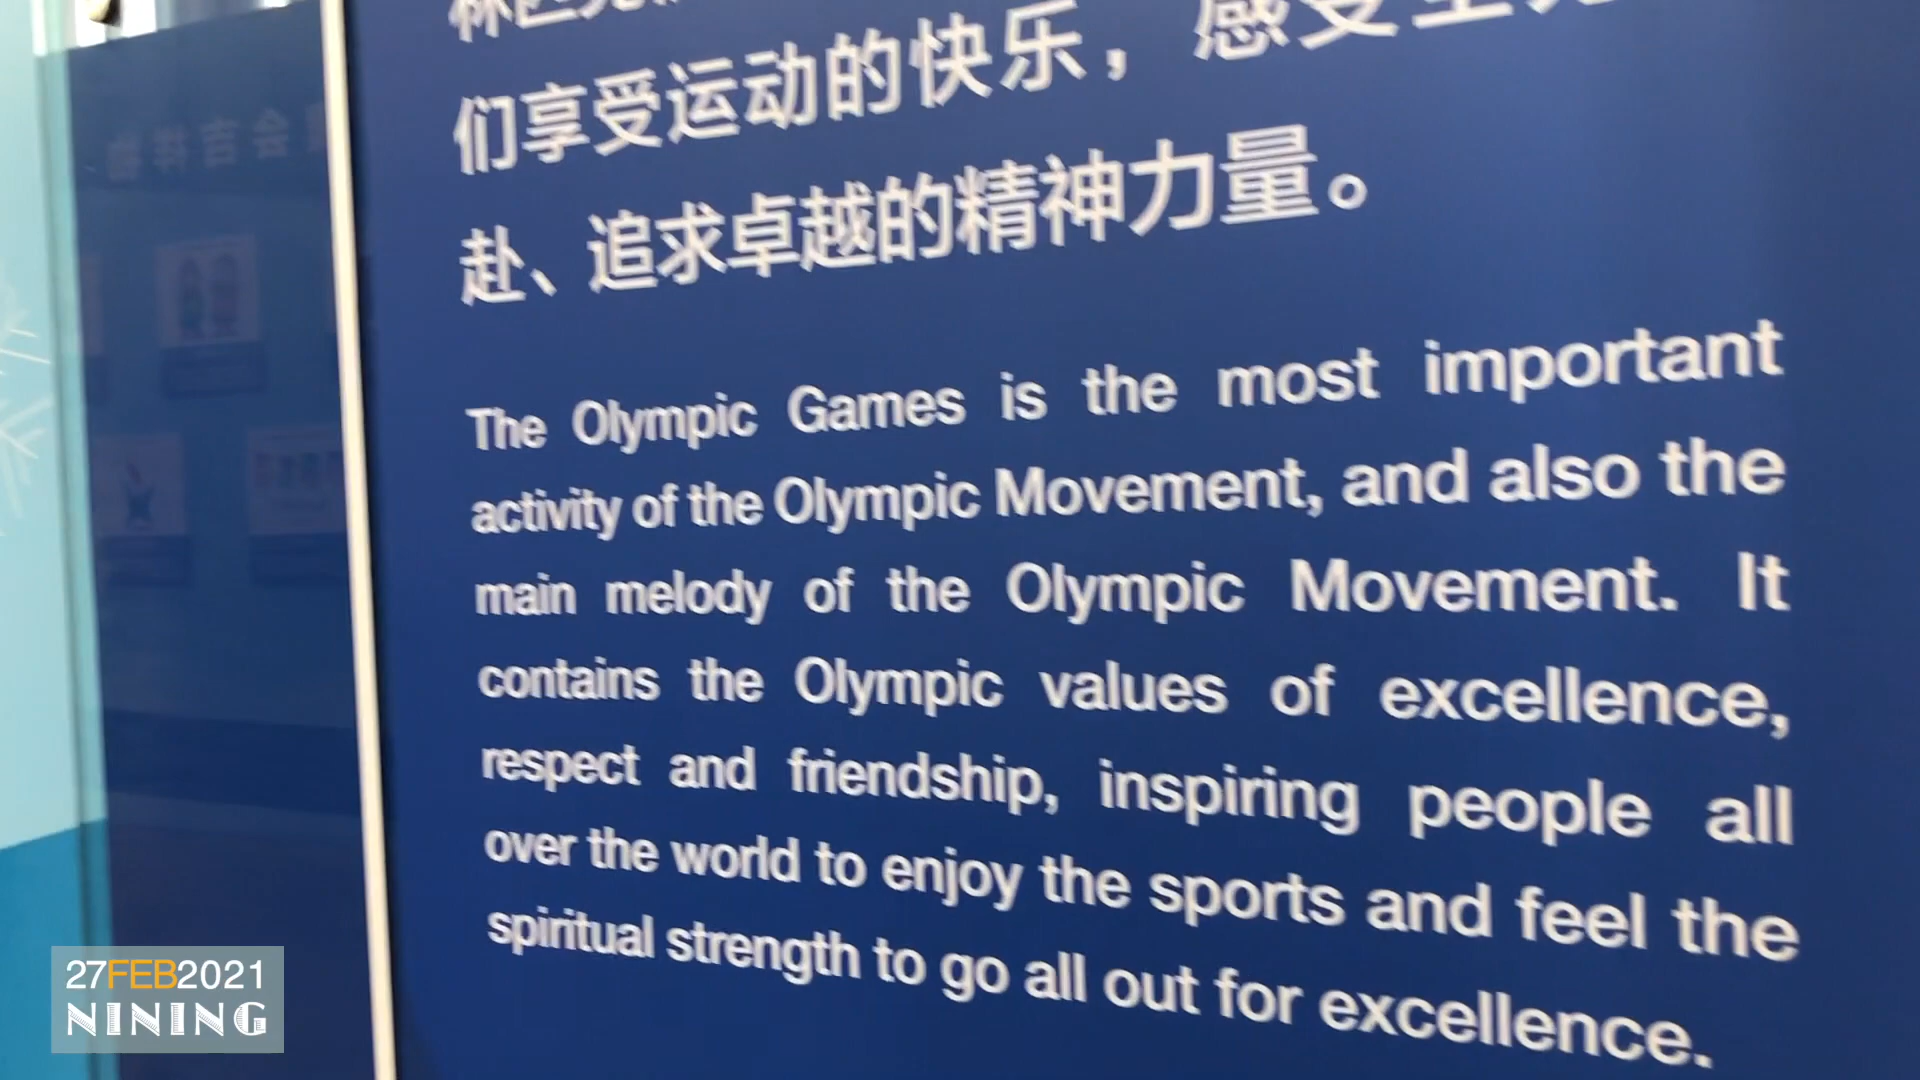 们享受运动的快乐，感受
赴、追求卓越的精神力量。
The Olympic Games is the most important
activity of the Olympic Movement, and also the
main melody of the Olympic Movement. It
contains the Olympic values of excellence,
respect and friendship, inspiring people all
over the world to enjoy the sports and feel the
spiritual strength to go all out for excellence.
27FEB2021
NINING